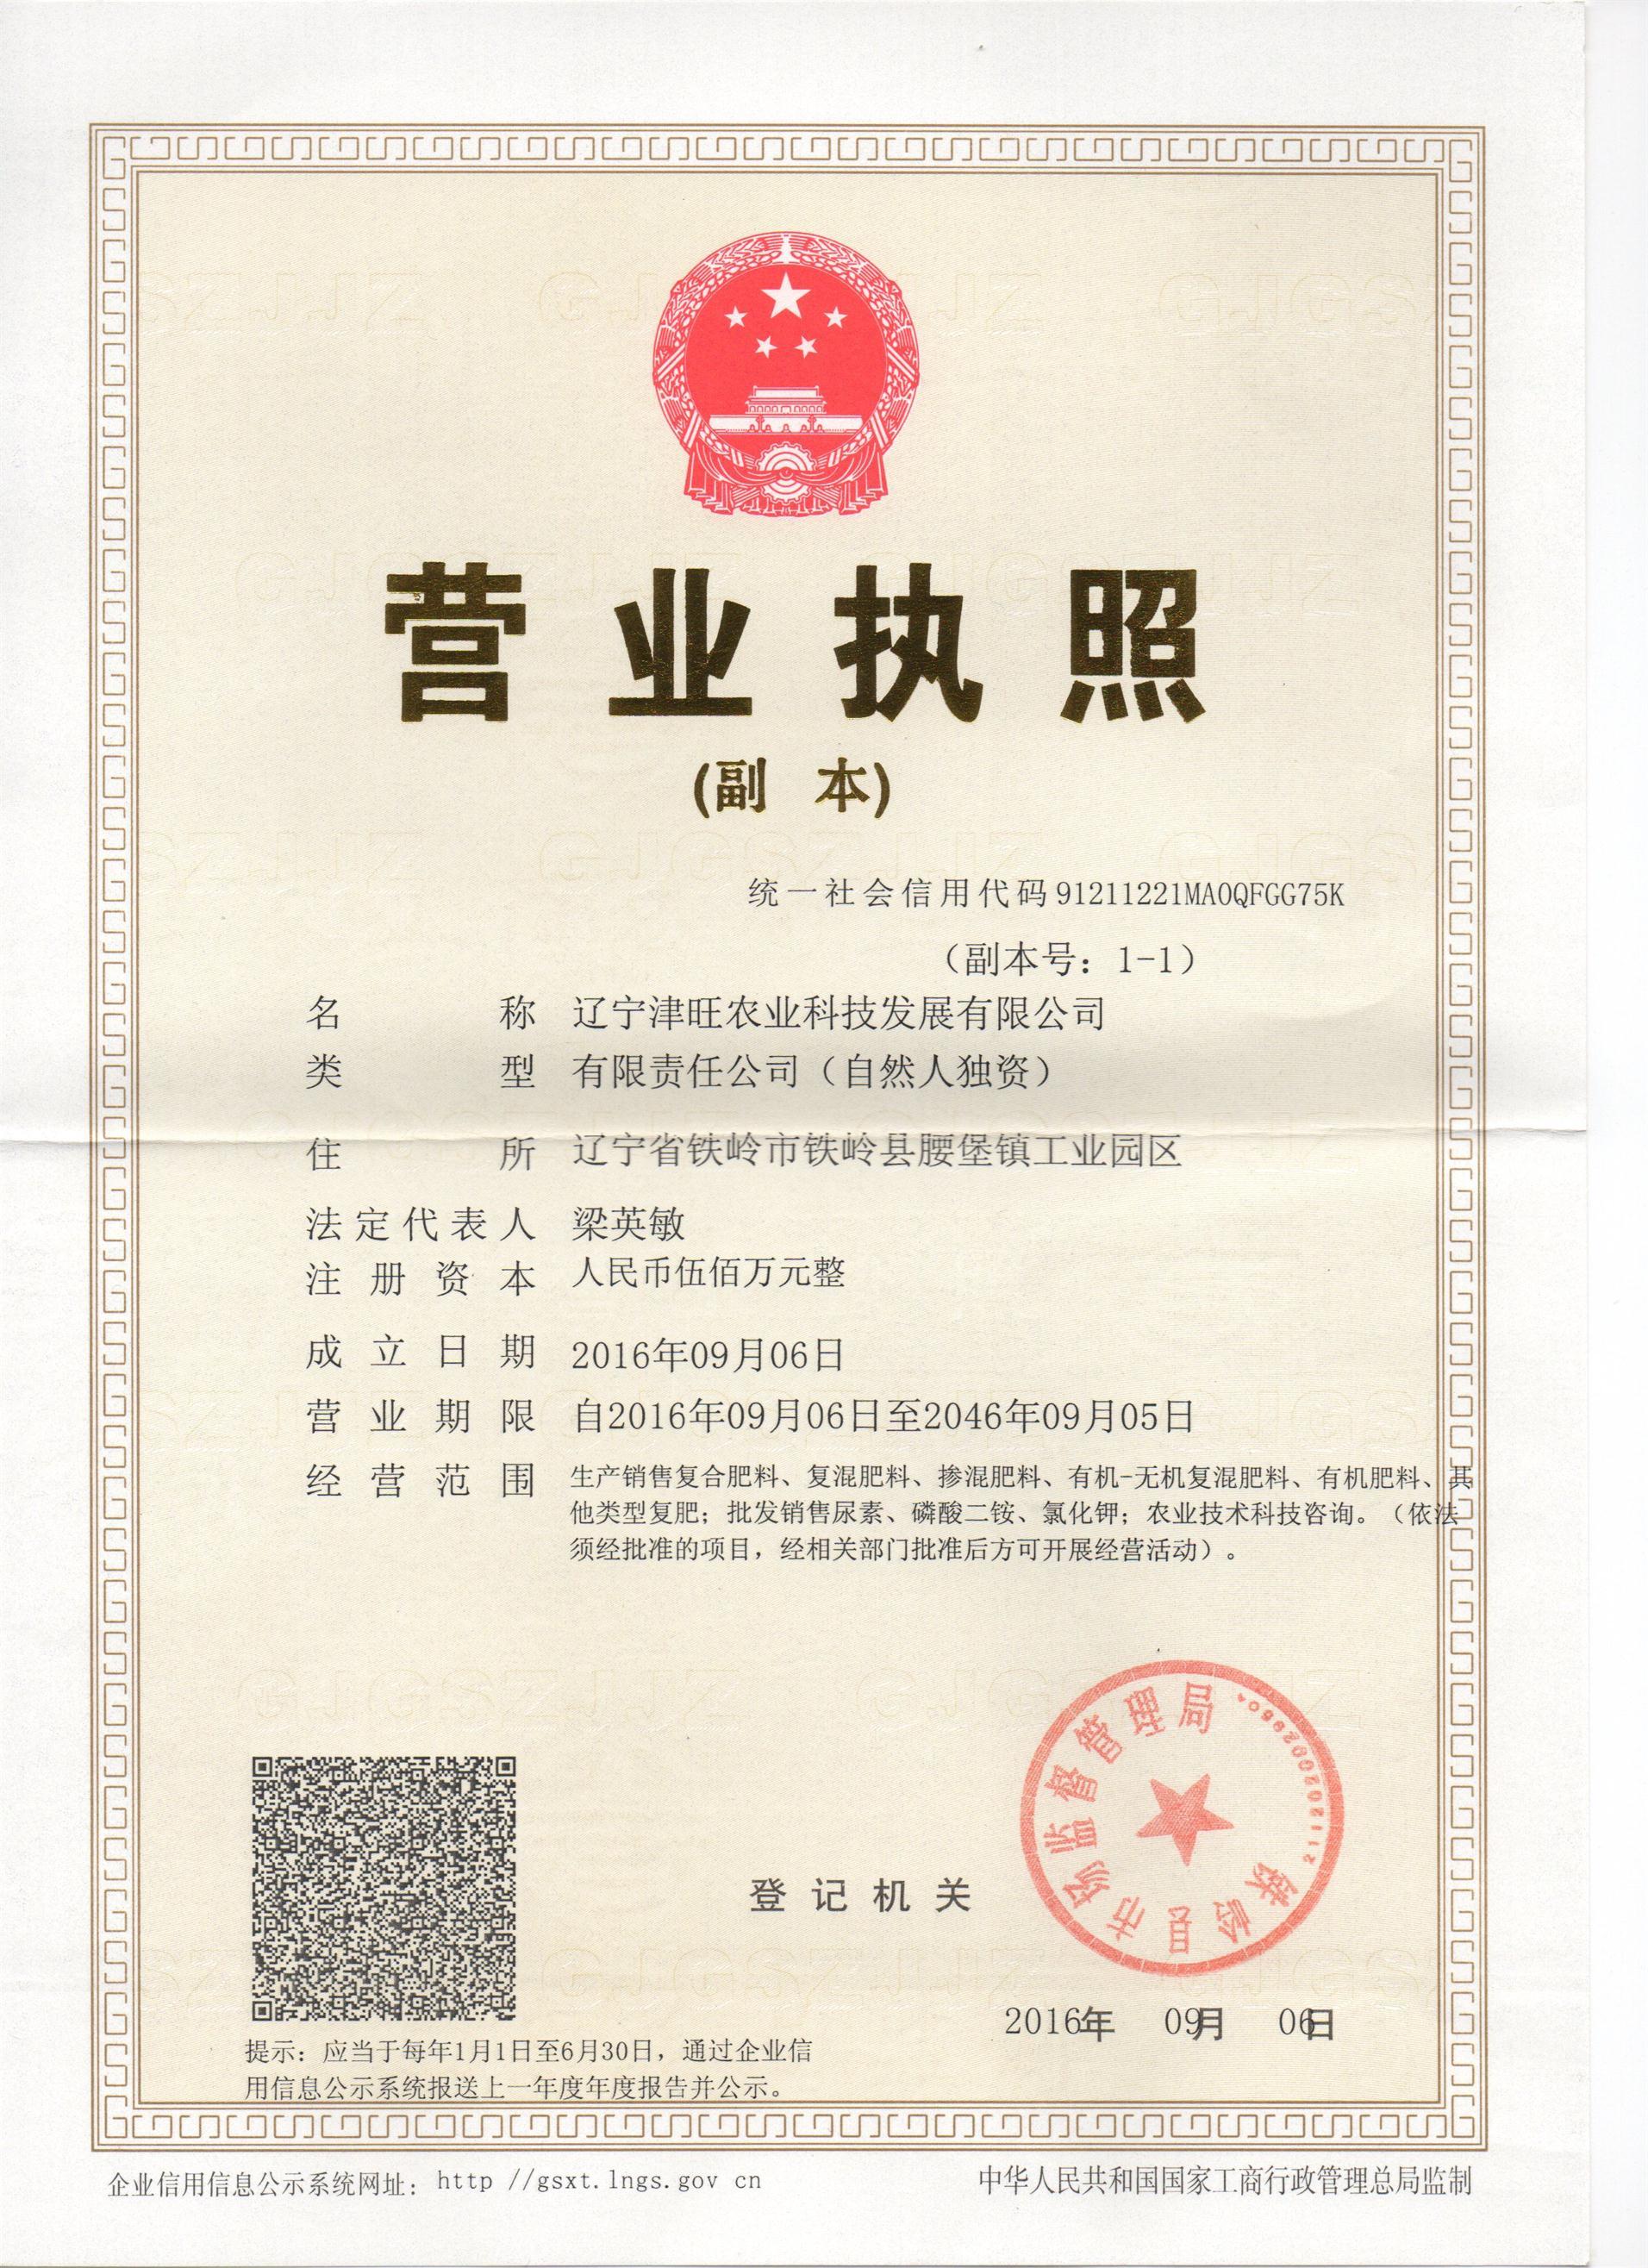 营业执照
(副 本)
统一社会信用代码 91211221MA0QFGG75K
（副本号：1-1）
名 称 辽宁津旺农业科技发展有限公司
类 型 有限责任公司（自然人独资）
住 所 辽宁省铁岭市铁岭县腰堡镇工业园区
法定代表人 梁英敏
注册资本 人民币伍佰万元整
成立日期 2016年09月06日
营业期限 自2016年09月06日至2046年09月05日
经营范围 生产销售复合肥料、复混肥料、掺混肥料、有机-无机复混肥料、有机肥料、其
他类型复肥；批发销售尿素、磷酸二铵、氯化钾；农业技术科技咨询。（依法
须经批准的项目，经相关部门批准后方可开展经营活动）。
铁岭县市场监督管理局
登记机关
2016年 09月 06日
提示：应当于每年1月1日至6月30日，通过企业信
用信息公示系统报送上一年度年度报告并公示。
企业信用信息公示系统网址：http //gsxt.lngs.gov cn
中华人民共和国国家工商行政管理总局监制